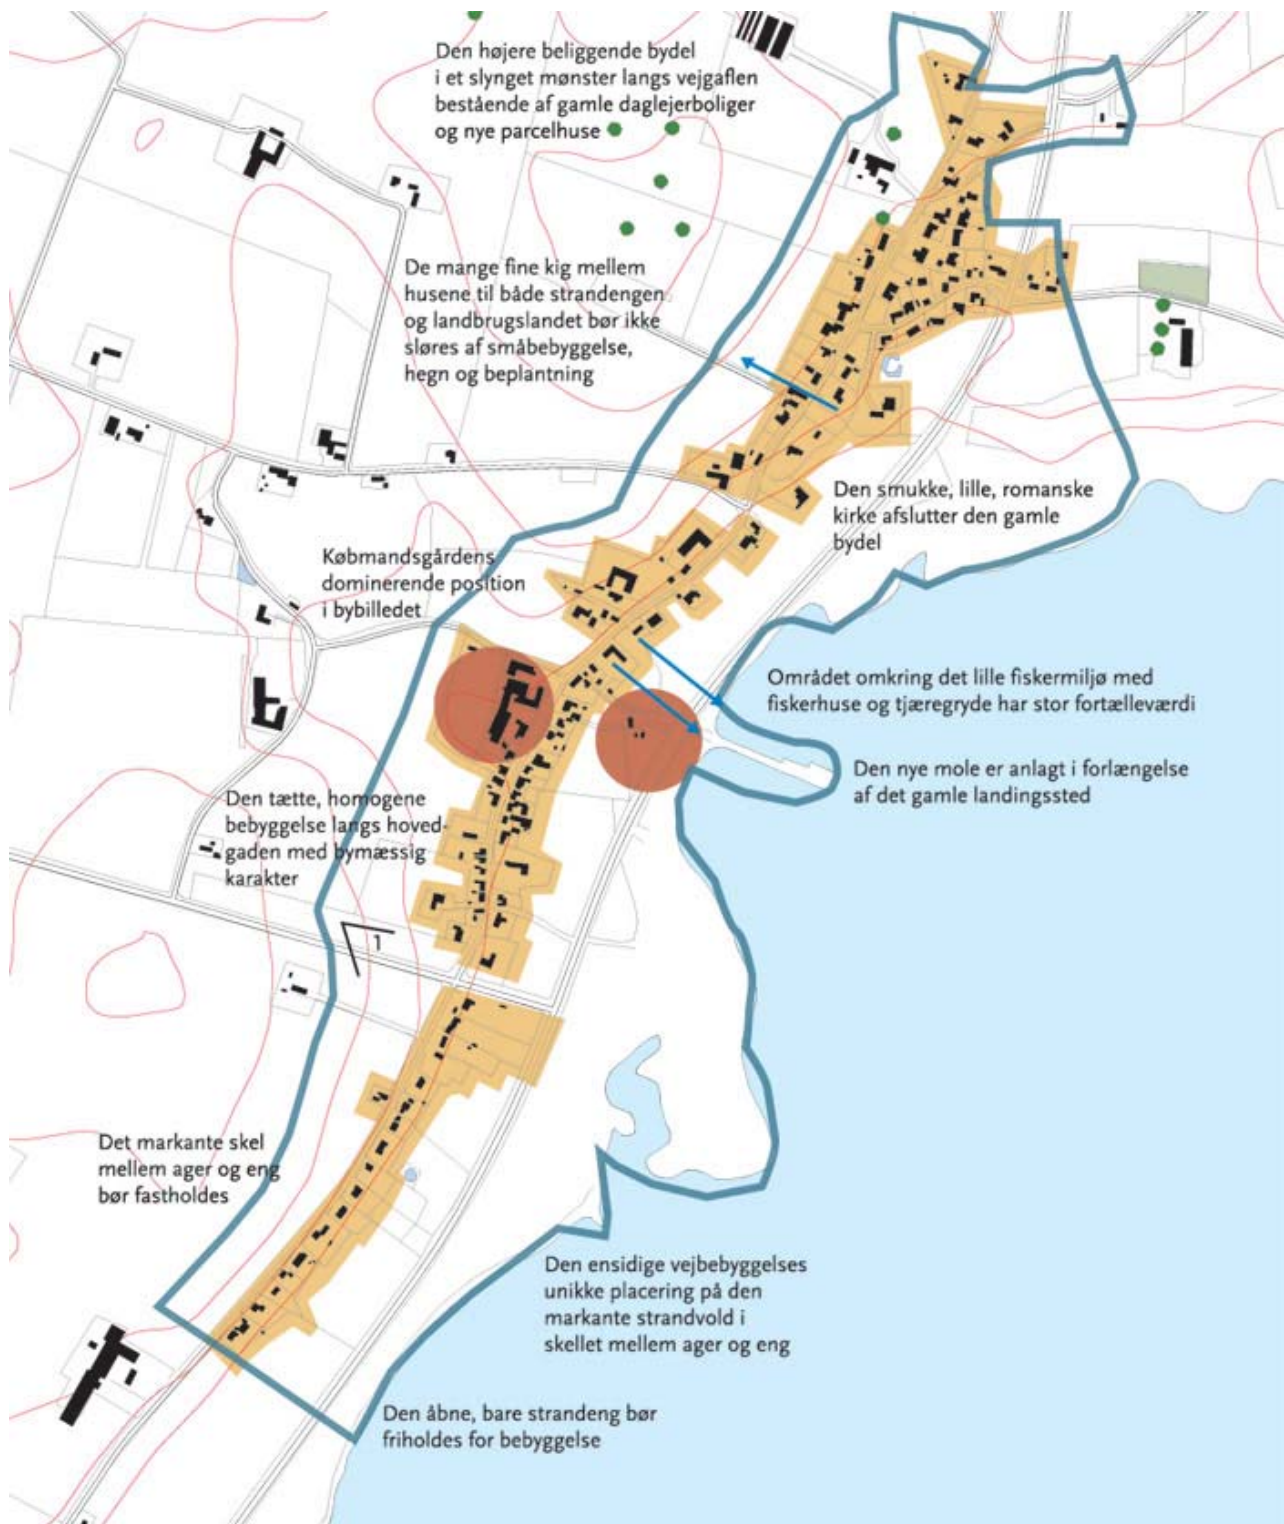 Den højere beliggende bydel
i et slynget mønster langs vejgaflen
bestående af gamle daglejerboliger
og nye parcelhuse
De mange fine kig mellem
husene til både strandengen
og landbrugslandet bør ikke
sløres af småbebyggelse,
hegn og beplantning
Den smukke, lille, romanske
kirke afslutter den gamle
bydel
Købmandsgårdens
dominerende position
i bybilledet
Området omkring det lille fiskermiljø med
fiskerhuse og tjæregryde har stor fortælleværdi
Den nye mole er anlagt i forlængelse
af det gamle landingssted
Den tætte, homogene
bebyggelse langs hoved-
gaden med bymæssig
karakter
1
Det markante skel
mellem ager og eng
bør fastholdes
Den ensidige vejbebyggelses
unikke placering på den
markante strandvold i
skellet mellem ager og eng
Den åbne, bare strandeng bør
friholdes for bebyggelse